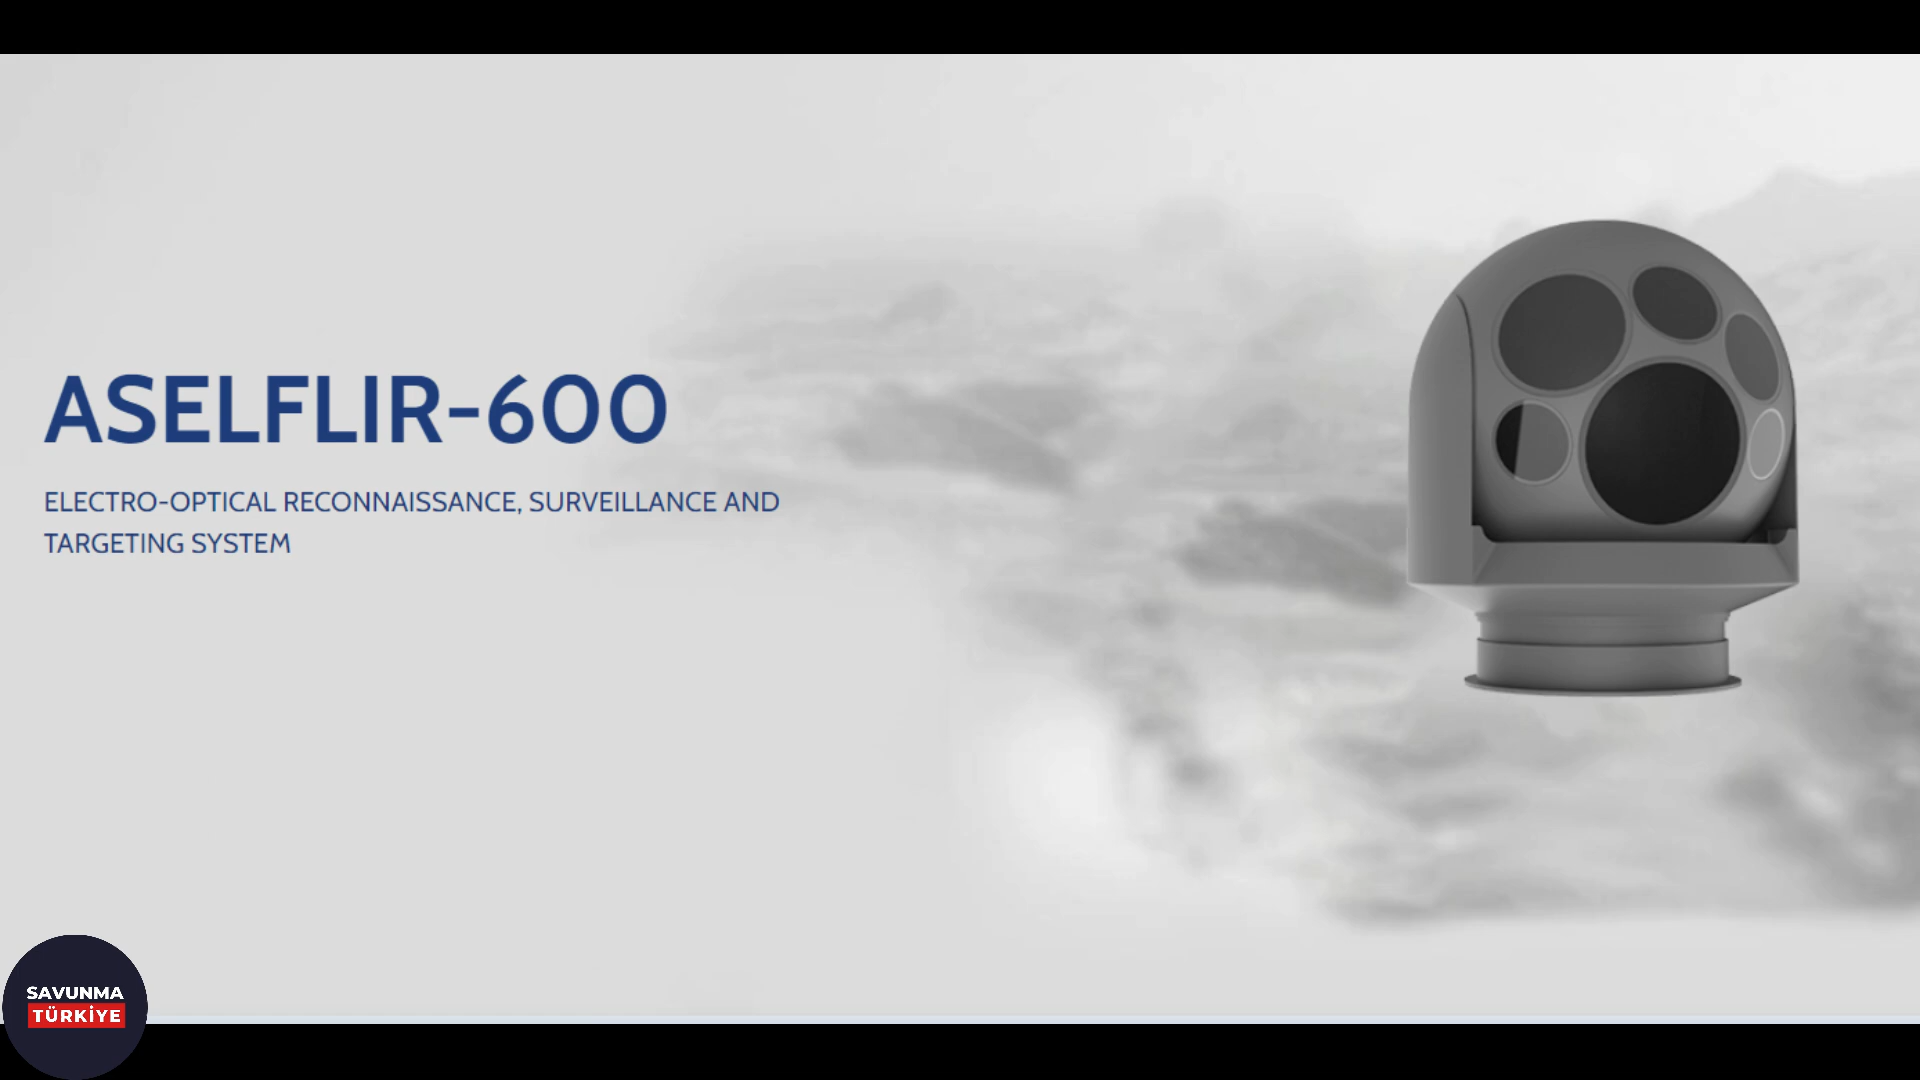 ASELFLIR-600
ELECTRO-OPTICAL RECONNAISSANCE, SURVEILLANCE AND
TARGETING SYSTEM
SAVUNMA
TÜRKİYE